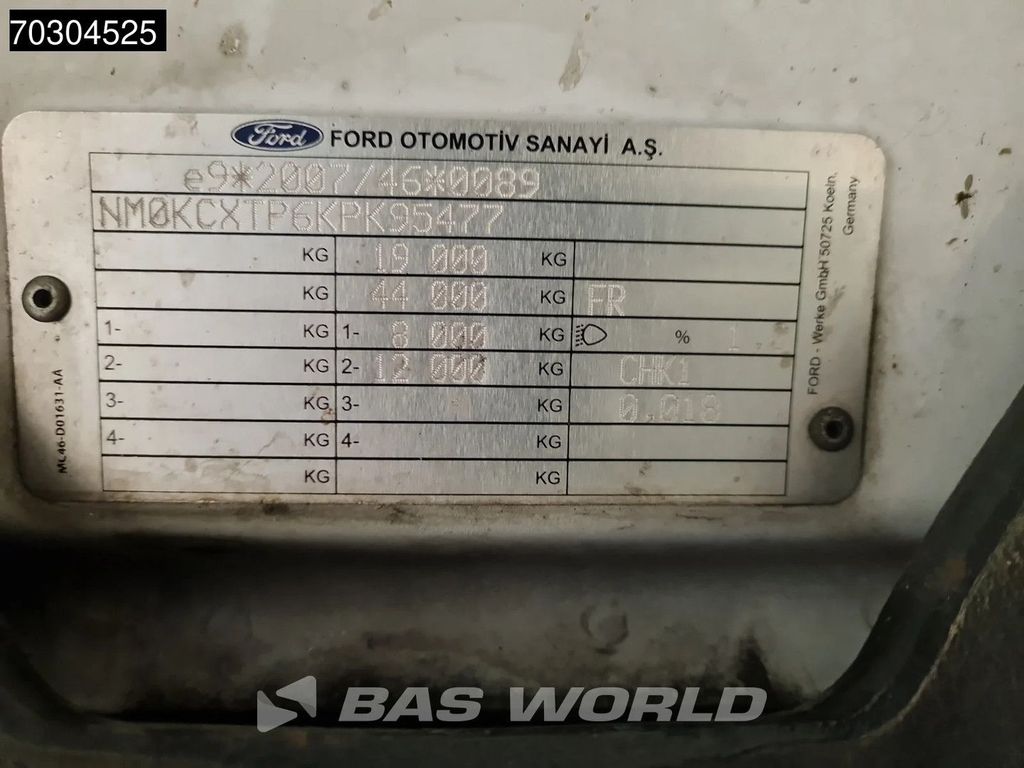 70304525
Ford FORD OTOMOTİV SANAYİ A.Ş.
e9*2007/46*0089
NM0KCXTP6KPK95477
KG 19 000 KG
KG 44 000 KG FR
1- KG 1- 8 000 KG % 1
2- KG 2- 12 000 KG CHK1
3- KG 3- KG 0.018
4- KG 4- KG
KG KG
FORD - Werke GmbH 50725 Koeln,
Germany
MC46-D01631-AA
BAS WORLD